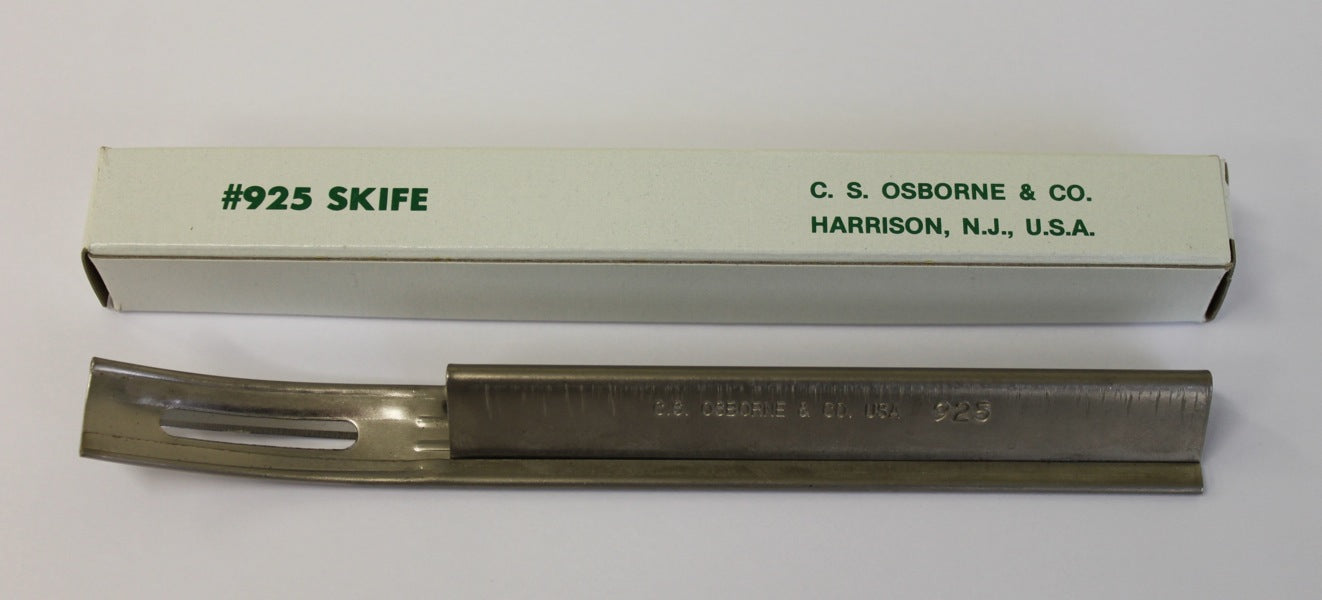 #925 SKIFE
C. S. OSBORNE & CO.
HARRISON, N.J., U.S.A.
C.S. OSBORNE & CO. USA 925